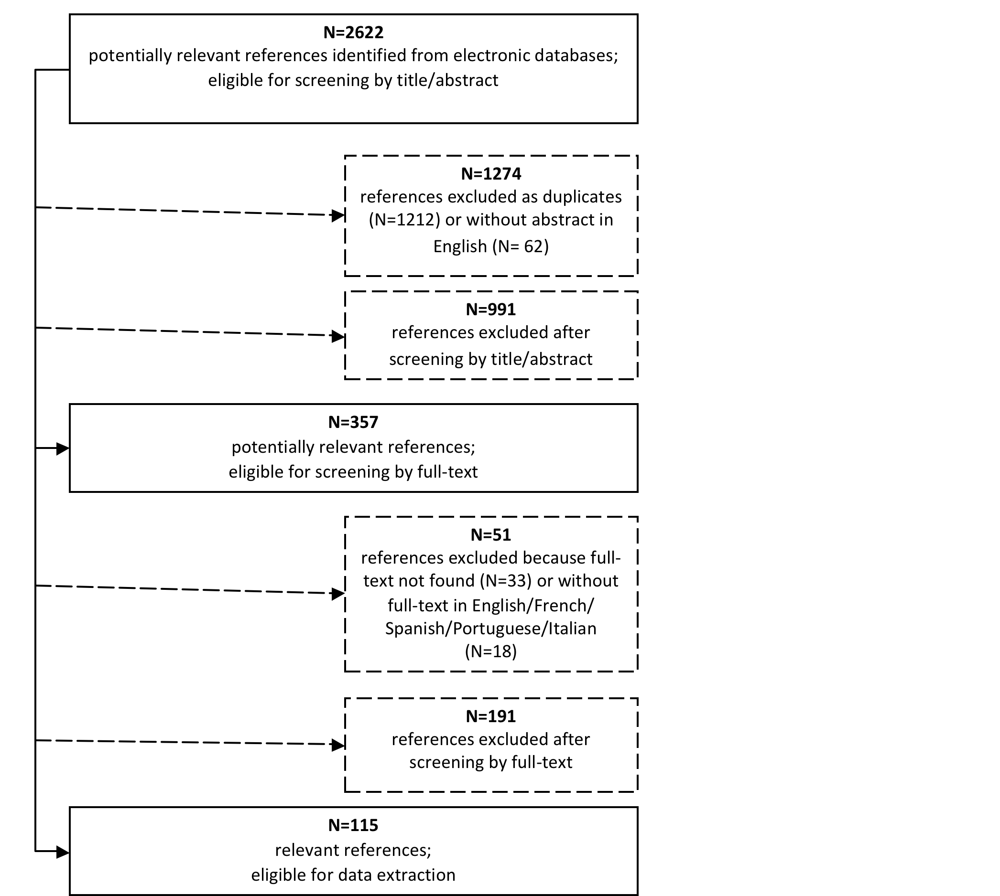 N=2622
potentially relevant references identified from electronic databases;
eligible for screening by title/abstract
N=1274
references excluded as duplicates
(N=1212) or without abstract in
English (N= 62)
N=991
references excluded after
screening by title/abstract
N=357
potentially relevant references;
eligible for screening by full-text
N=51
references excluded because full-
text not found (N=33) or without
full-text in English/French/
Spanish/Portuguese/Italian
(N=18)
N=191
references excluded after
screening by full-text
N=115
relevant references;
eligible for data extraction